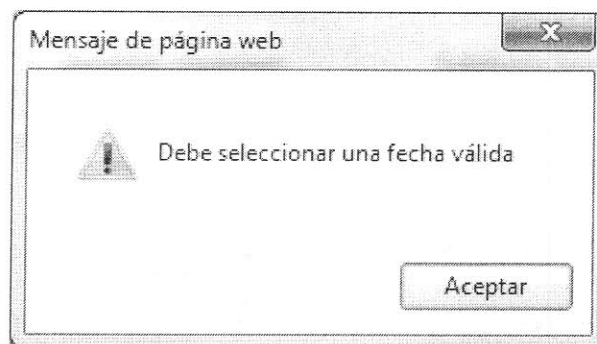 Mensaje de página web
Debe seleccionar una fecha válida
Aceptar